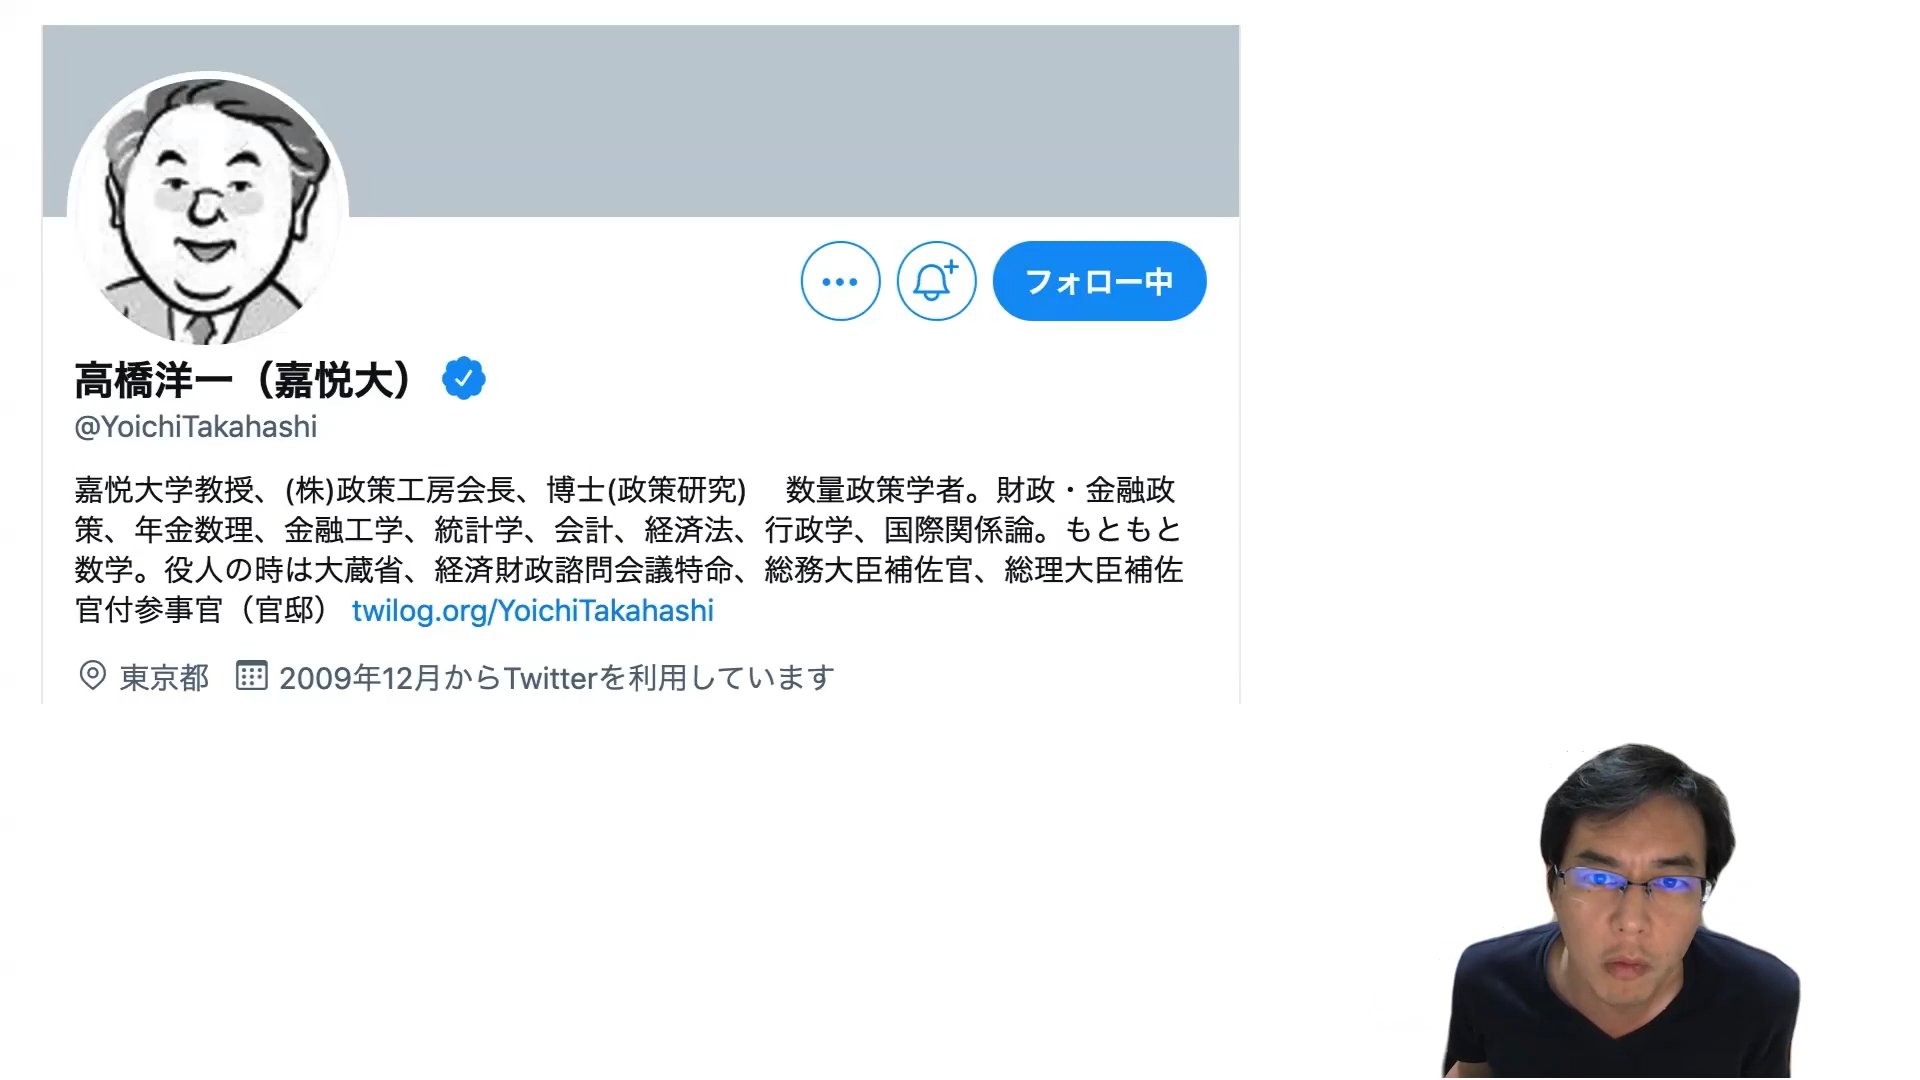 フォロー中
高橋洋一（嘉悦大）
@YoichiTakahashi
嘉悦大学教授、(株)政策工房会長、博士(政策研究)　数量政策学者。財政・金融政
策、年金数理、金融工学、統計学、会計、経済法、行政学、国際関係論。もともと
数学。役人の時は大蔵省、経済財政諮問会議特命、総務大臣補佐官、総理大臣補佐
官付参事官（官邸） twilog.org/YoichiTakahashi
東京都 2009年12月からTwitterを利用しています